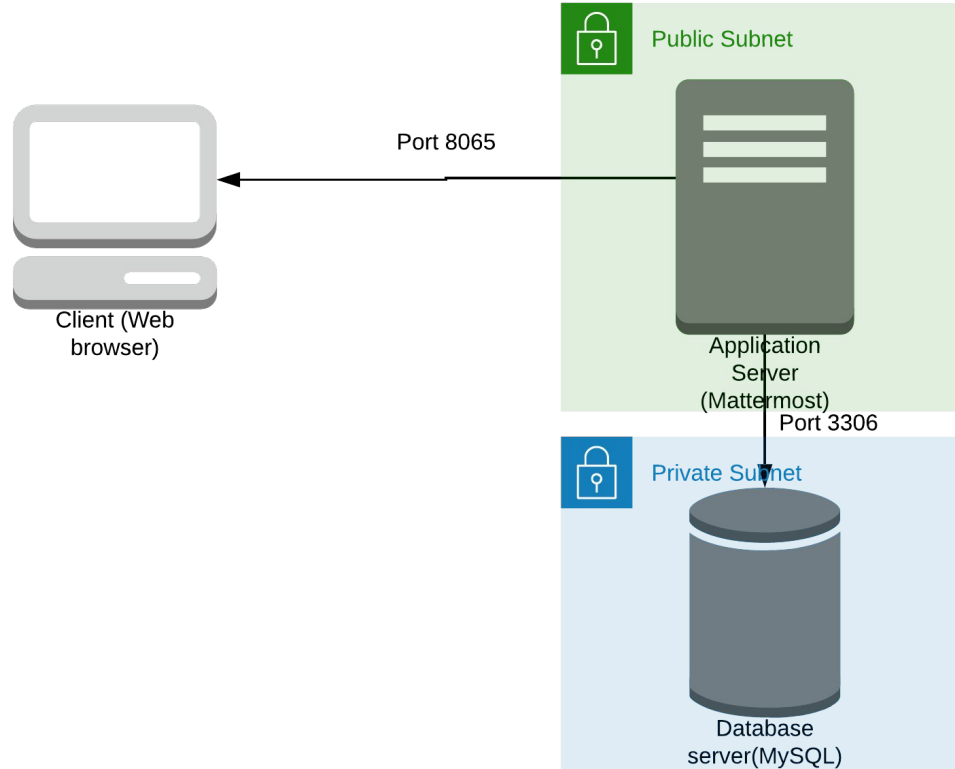 Public Subnet
Port 8065
Client (Web
browser)
Application
Server
(Mattermost)
Port 3306
Private Subnet
Database
server(MySQL)